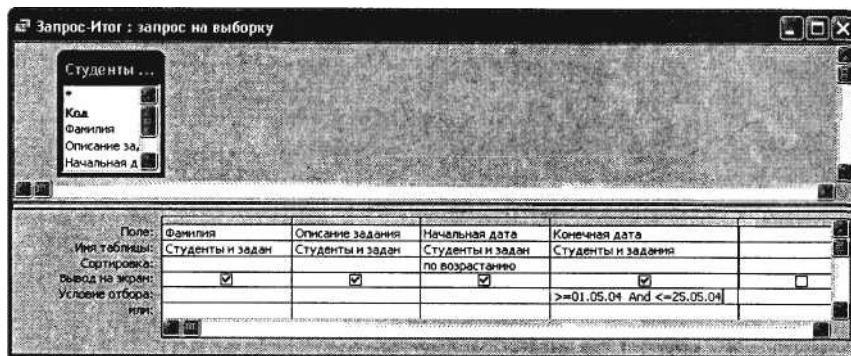 Запрос-Итог : запрос на выборку
Студенты ...
*
Код
Фамилия
Описание зад
Начальная д
Поле: Фамилия Описание задания Начальная дата Конечная дата
Имя таблицы: Студенты и задан Студенты и задан Студенты и задан Студенты и задания
Сортировка: по возрастанию
Вывод на экран:
Условие отбора: >=01.05.04 And <=25.05.04
или: